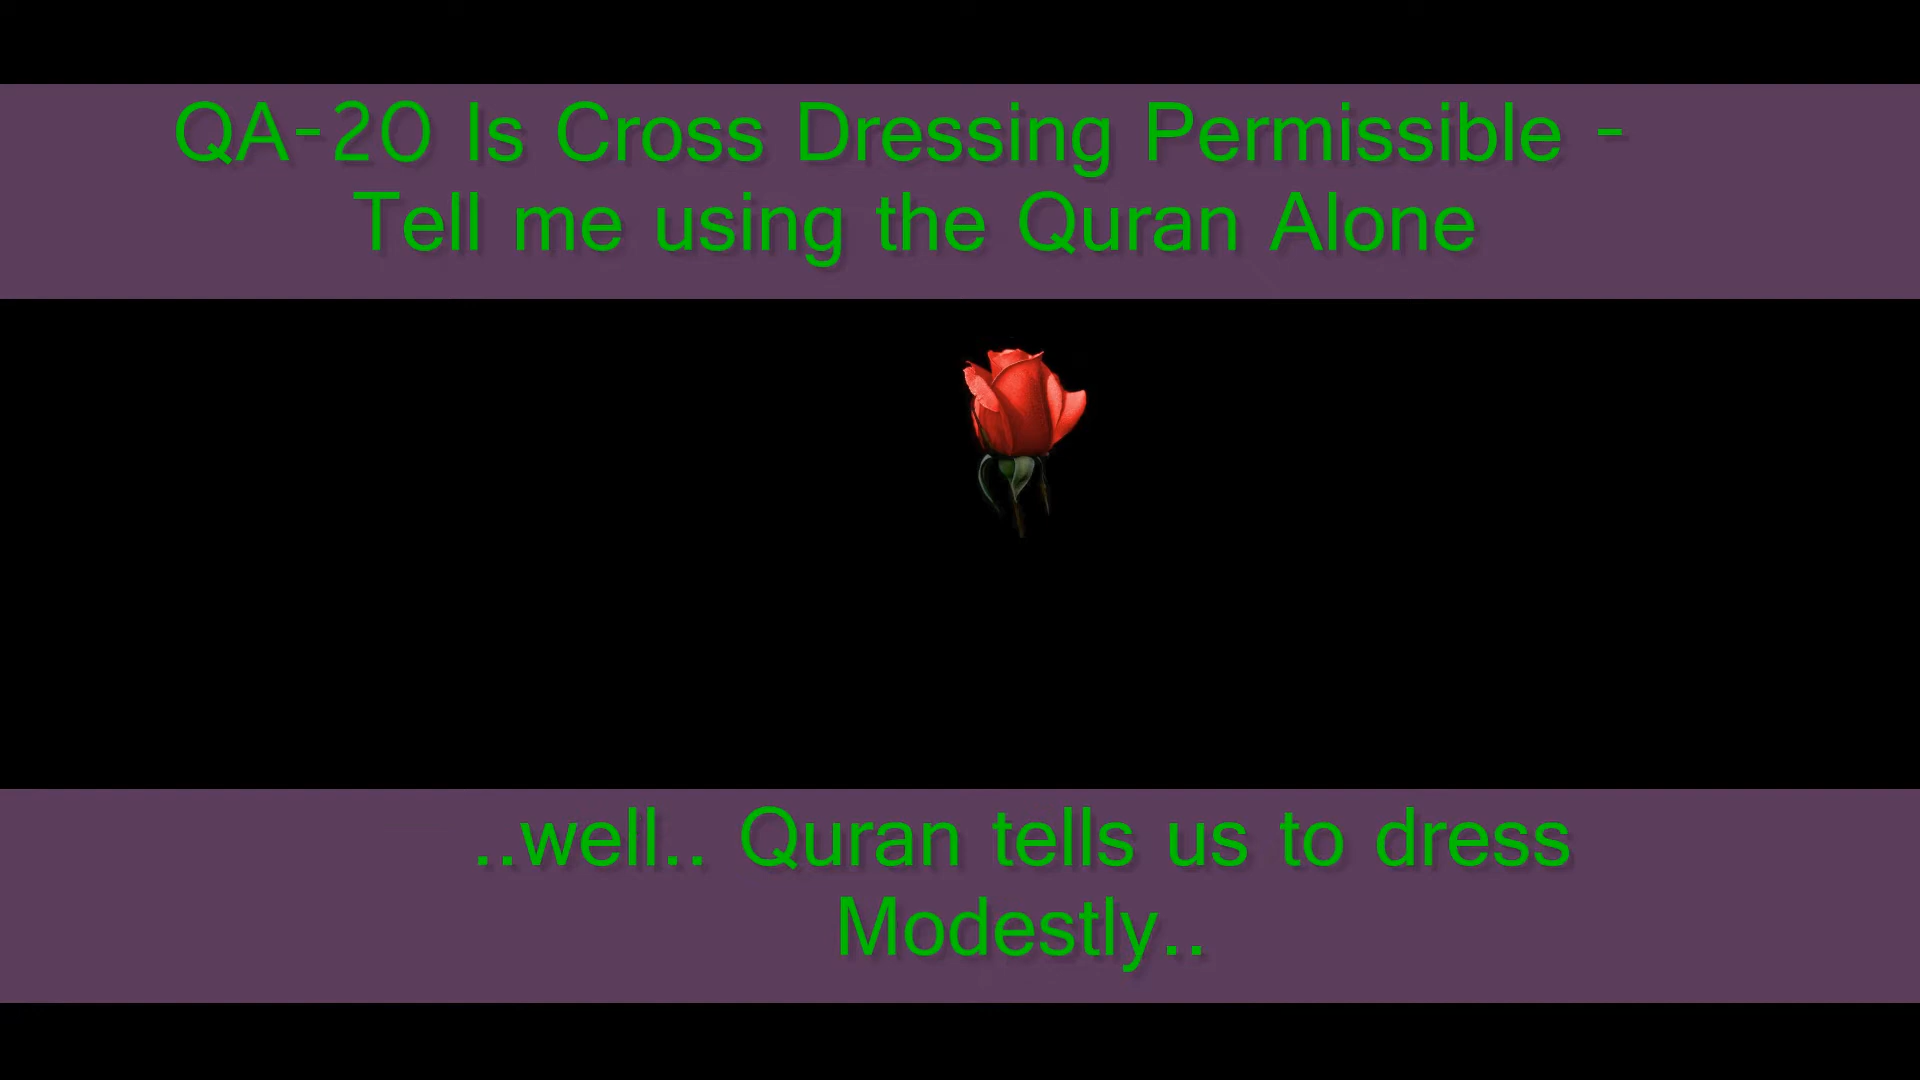 QA-20 Is Cross Dressing Permissible -
Tell me using the Quran Alone
..well.. Quran tells us to dress
Modestly..